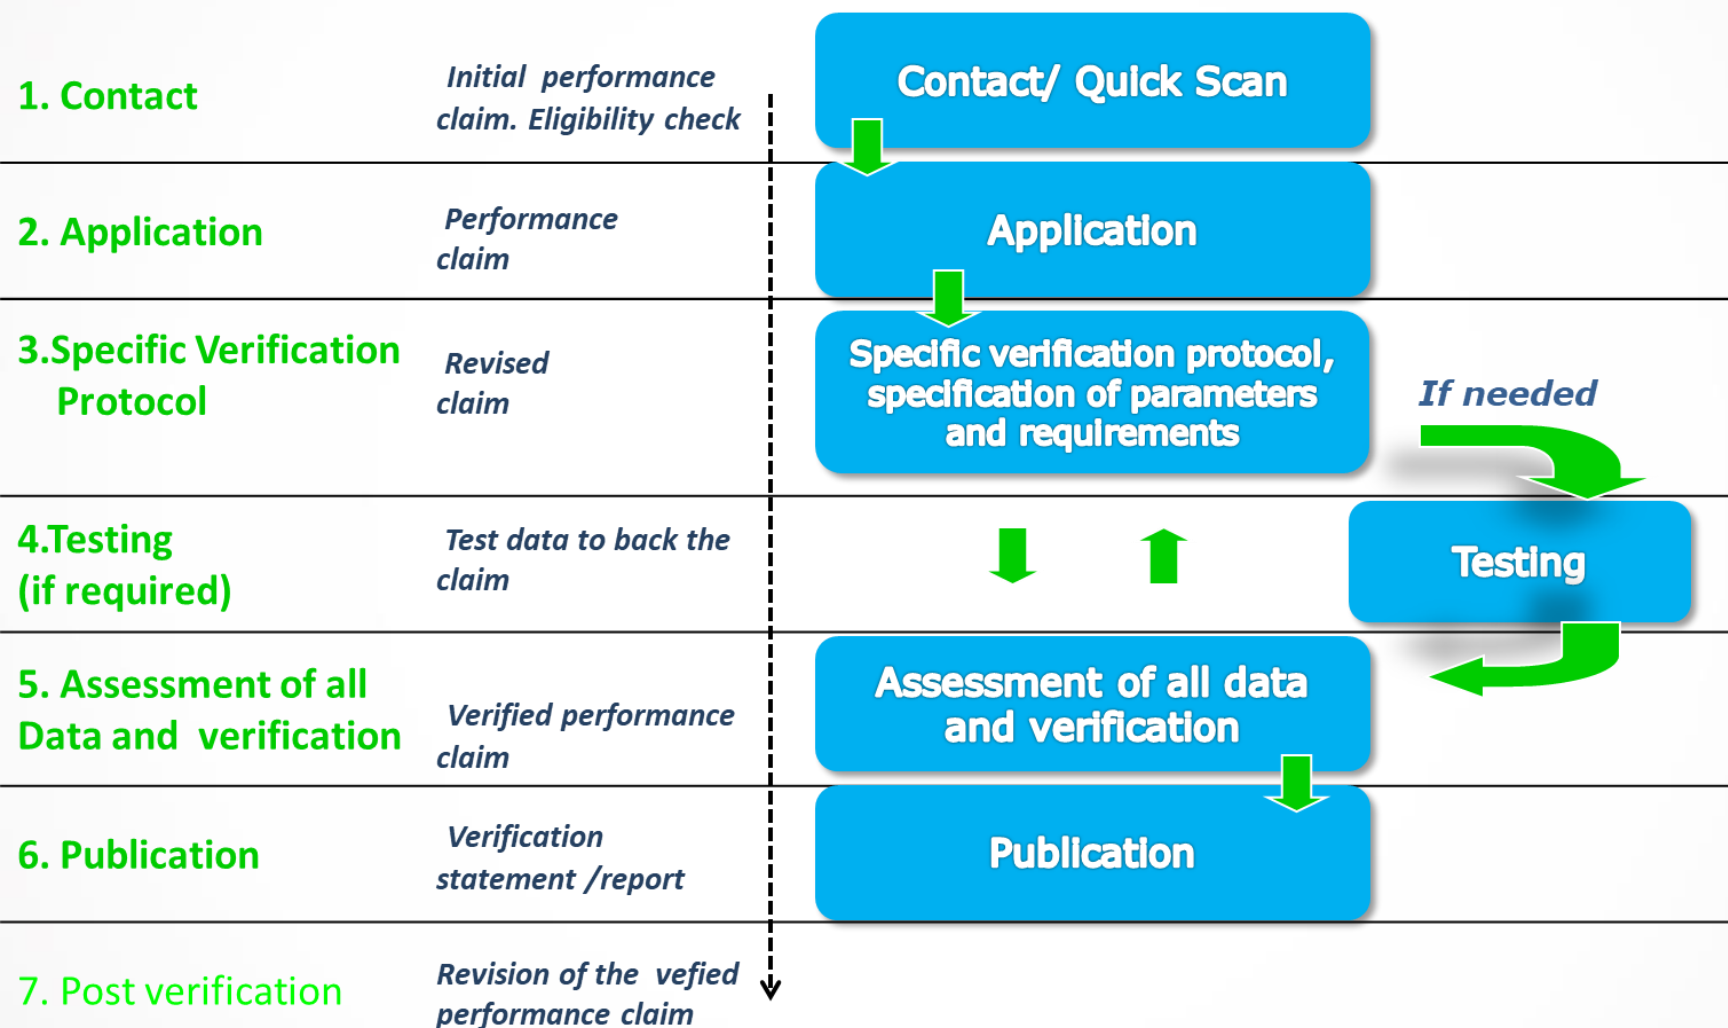 1. Contact
Initial performance
claim. Eligibility check
Contact/ Quick Scan
2. Application
Performance
claim
Application
3.Specific Verification
Protocol
Revised
claim
Specific verification protocol,
specification of parameters
and requirements
If needed
4.Testing
(if required)
Test data to back the
claim
Testing
5. Assessment of all
Data and verification
Verified performance
claim
Assessment of all data
and verification
6. Publication
Verification
statement /report
Publication
7. Post verification
Revision of the vefied
performance claim